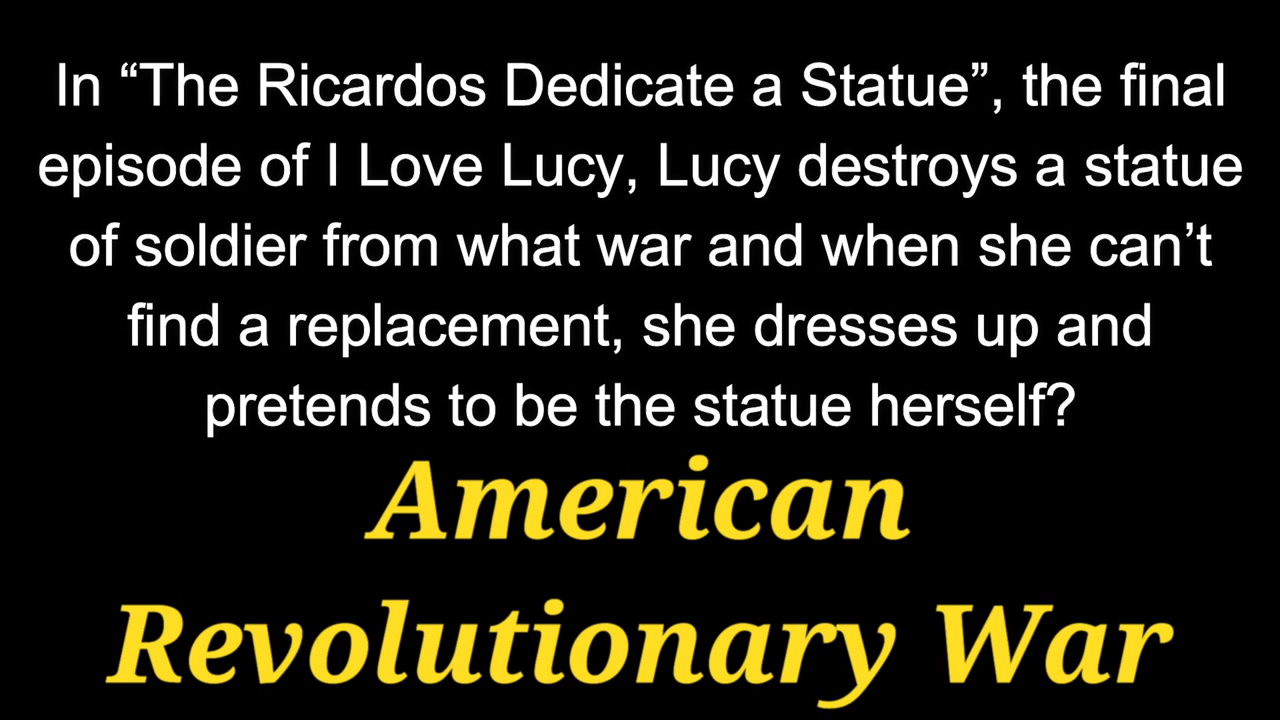 In “The Ricardos Dedicate a Statue”, the final
episode of I Love Lucy, Lucy destroys a statue
of soldier from what war and when she can’t
find a replacement, she dresses up and
pretends to be the statue herself?
American
Revolutionary War